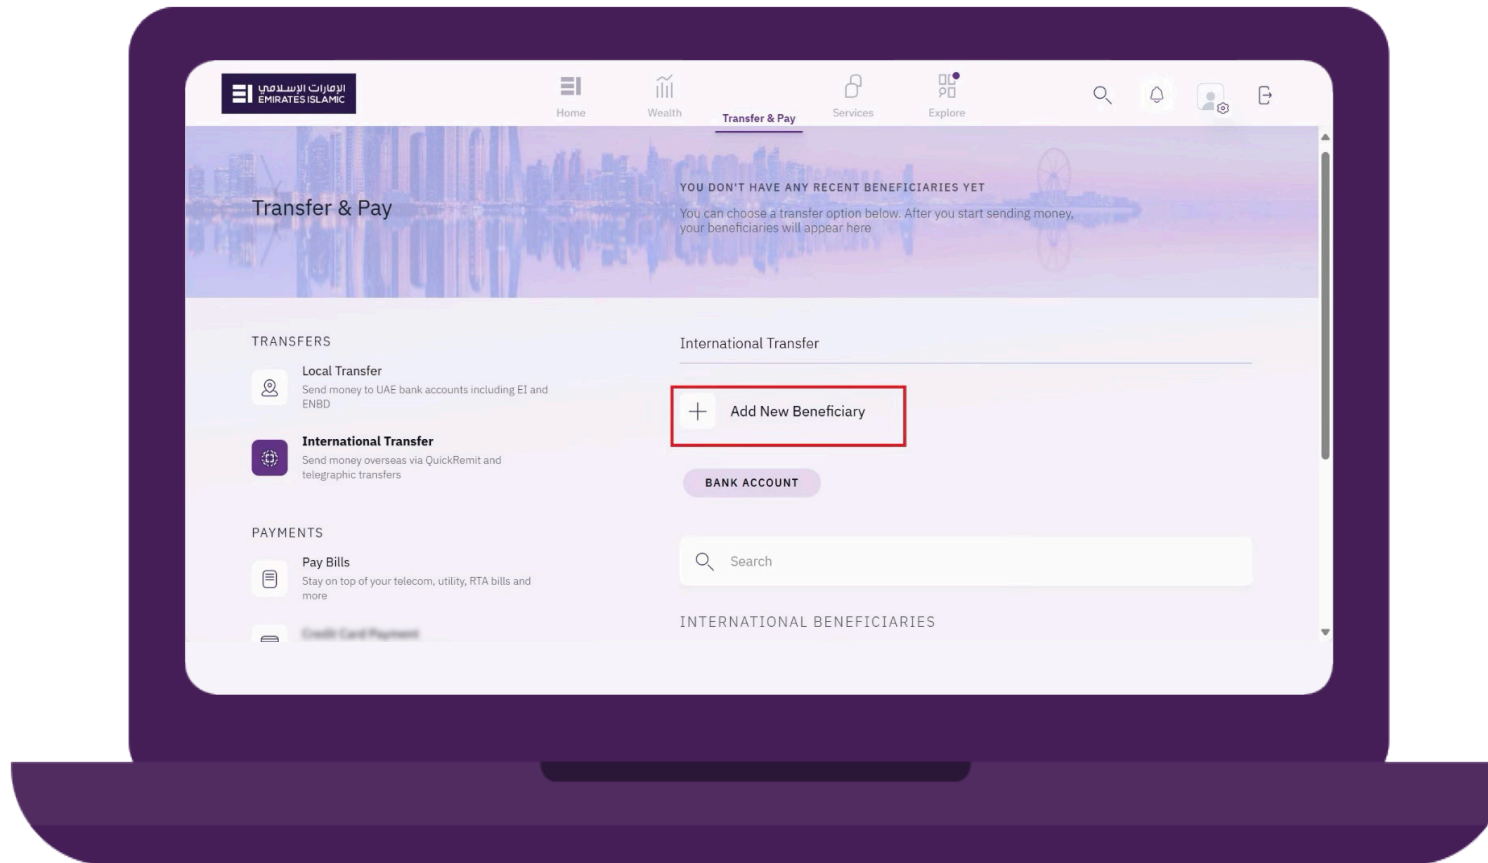 الإمارات الإسلامي
EMIRATES ISLAMIC
Home
Wealth
Transfer & Pay
Services
Explore
Transfer & Pay
YOU DON'T HAVE ANY RECENT BENEFICIARIES YET
You can choose a transfer option below. After you start sending money,
your beneficiaries will appear here
TRANSFERS
Local Transfer
Send money to UAE bank accounts including EI and
ENBD
International Transfer
Send money overseas via QuickRemit and
telegraphic transfers
PAYMENTS
Pay Bills
Stay on top of your telecom, utility, RTA bills and
more
Credit Card Payment
International Transfer
Add New Beneficiary
BANK ACCOUNT
Search
INTERNATIONAL BENEFICIARIES